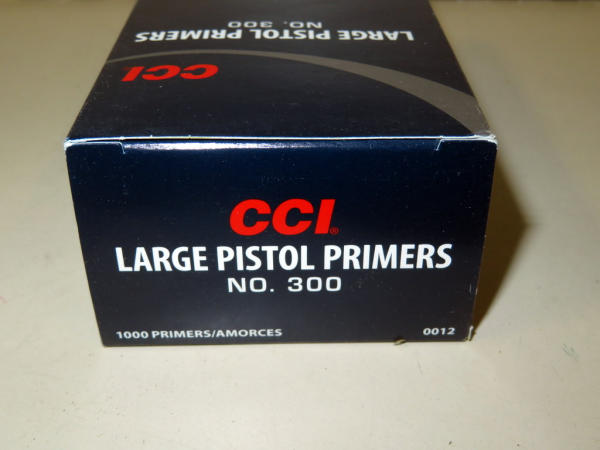 LARGE PISTOL PRIMERS
NO. 300
CCI
CCI®
LARGE PISTOL PRIMERS
NO. 300
1000 PRIMERS/AMORCES 0012